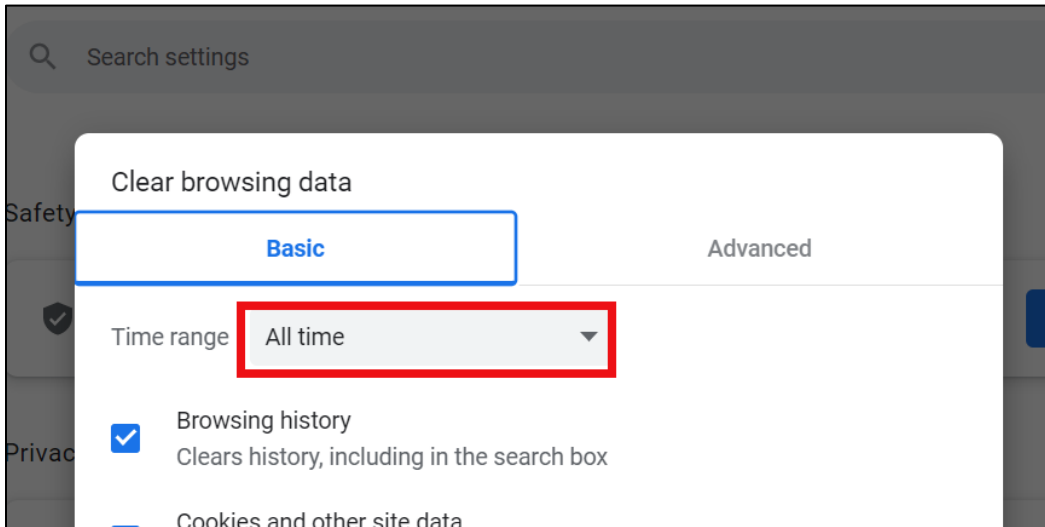 Search settings
Clear browsing data
Safety
Basic
Advanced
Time range
All time
Browsing history
Clears history, including in the search box
Privac
Cookies and other site data